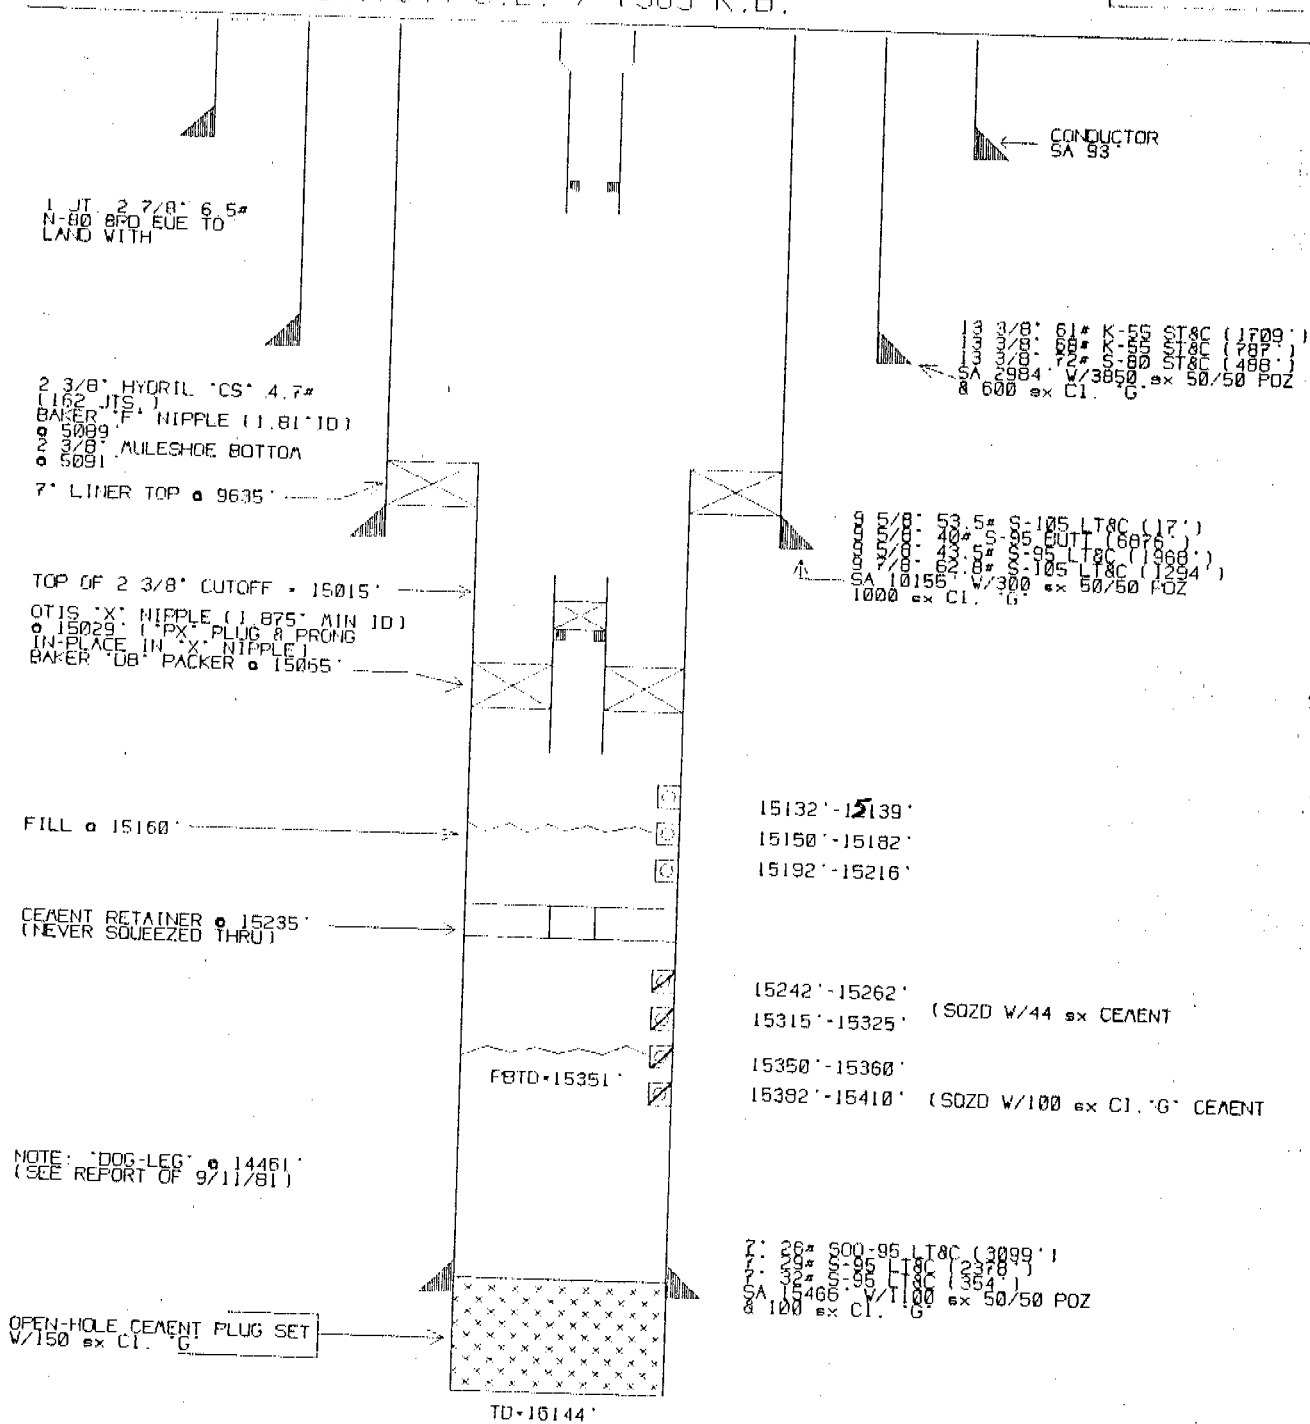 1303 K.B.
CONDUCTOR
SA 93'
1 JT. 2 7/8" 6.5#
N-80 8RD EUE TO
LAND WITH
13 3/8" 61# K-55 ST&C (1709')
13 3/8" 68# K-55 ST&C (787')
13 3/8" 72# S-80 ST&C (488')
SA 2984' W/3850 sx 50/50 POZ
& 600 sx Cl. "G"
2 3/8" HYDRIL "CS" 4.7#
(162 JTS.)
BAKER "F" NIPPLE (1.81" ID)
@ 5089'
2 3/8" MULESHOE BOTTOM
@ 5091'
7" LINER TOP @ 9635'
9 5/8" 53.5# S-105 LT&C (17')
9 5/8" 40# S-95 BUTT (6876')
9 5/8" 43.5# S-95 LT&C (1968')
9 7/8" 62.8# S-105 LT&C (1294')
SA 10155' W/300 sx 50/50 POZ
1000 sx Cl. "G"
TOP OF 2 3/8" CUTOFF = 15015'
OTIS "X" NIPPLE (1.875" MIN ID)
@ 15029' ("PX" PLUG & PRONG
IN-PLACE IN "X" NIPPLE)
BAKER "DB" PACKER @ 15065'
15132'-15139'
FILL @ 15160'
15150'-15182'
15192'-15216'
CEMENT RETAINER @ 15235'
(NEVER SQUEEZED THRU)
15242'-15262'
15315'-15325' (SQZD W/44 sx CEMENT
15350'-15360'
PBTD=15351'
15382'-15410' (SQZD W/100 sx Cl. "G" CEMENT
NOTE: "DOG-LEG" @ 14461'
(SEE REPORT OF 9/11/81)
7" 26# SOO-95 LT&C (3099')
7" 29# S-95 LT&C (2378')
7" 32# S-95 LT&C (354')
SA 15466' W/1100 sx 50/50 POZ
& 100 sx Cl. "G"
OPEN-HOLE CEMENT PLUG SET
W/150 sx Cl. "G"
TD=16144'